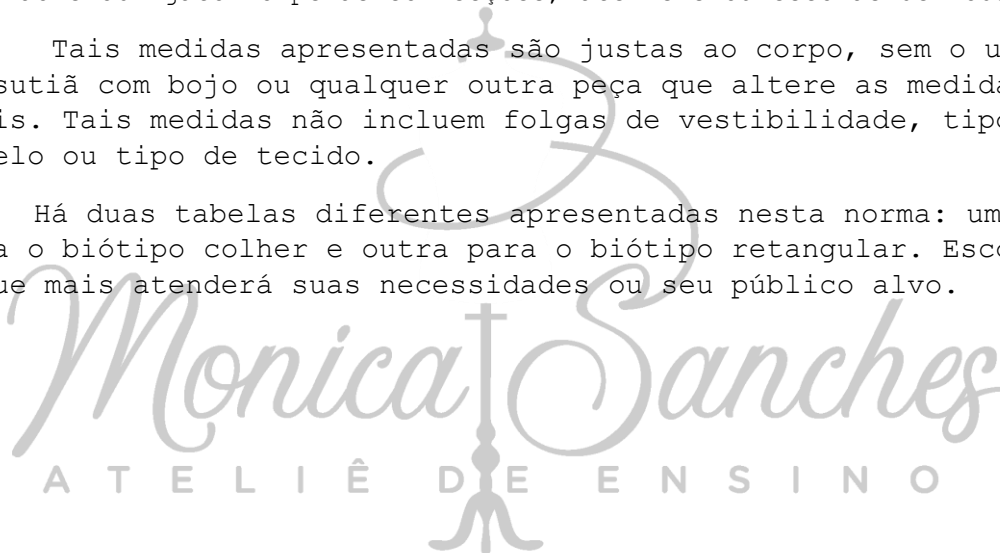 Tais medidas apresentadas são justas ao corpo, sem o u
sutiã com bojo ou qualquer outra peça que altere as medida
is. Tais medidas não incluem folgas de vestibilidade, tipo
elo ou tipo de tecido.
Há duas tabelas diferentes apresentadas nesta norma: um
a o biótipo colher e outra para o biótipo retangular. Esco
ue mais atenderá suas necessidades ou seu público alvo.
Monica Sanches
ATELIÊ DE ENSINO